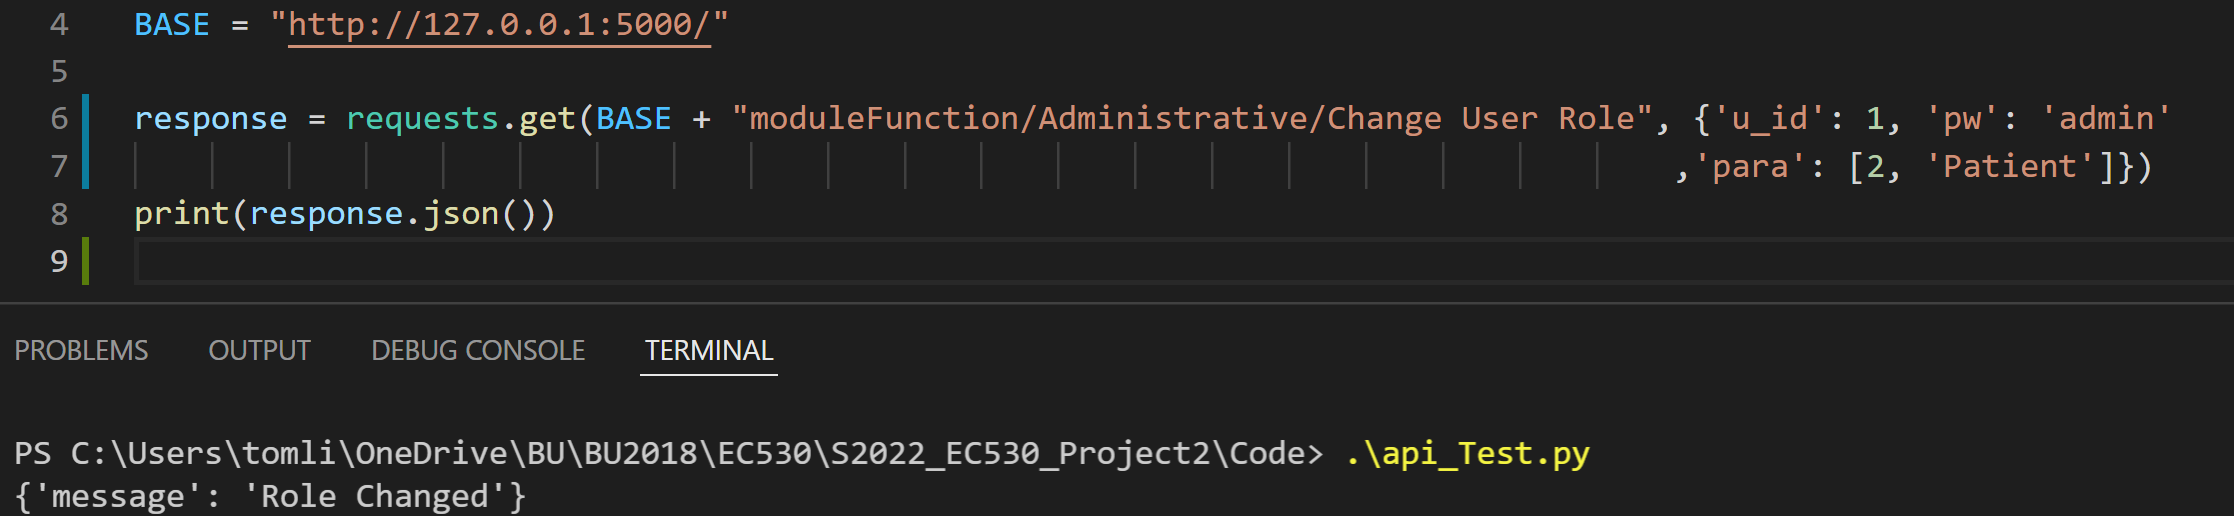 4 BASE = "http://127.0.0.1:5000/"
5
6 response = requests.get(BASE + "moduleFunction/Administrative/Change User Role", {'u_id': 1, 'pw': 'admin'
7 ,'para': [2, 'Patient']})
8 print(response.json())
9
PROBLEMS OUTPUT DEBUG CONSOLE TERMINAL
PS C:\Users\tomli\OneDrive\BU\BU2018\EC530\S2022_EC530_Project2\Code> .\api_Test.py
{'message': 'Role Changed'}